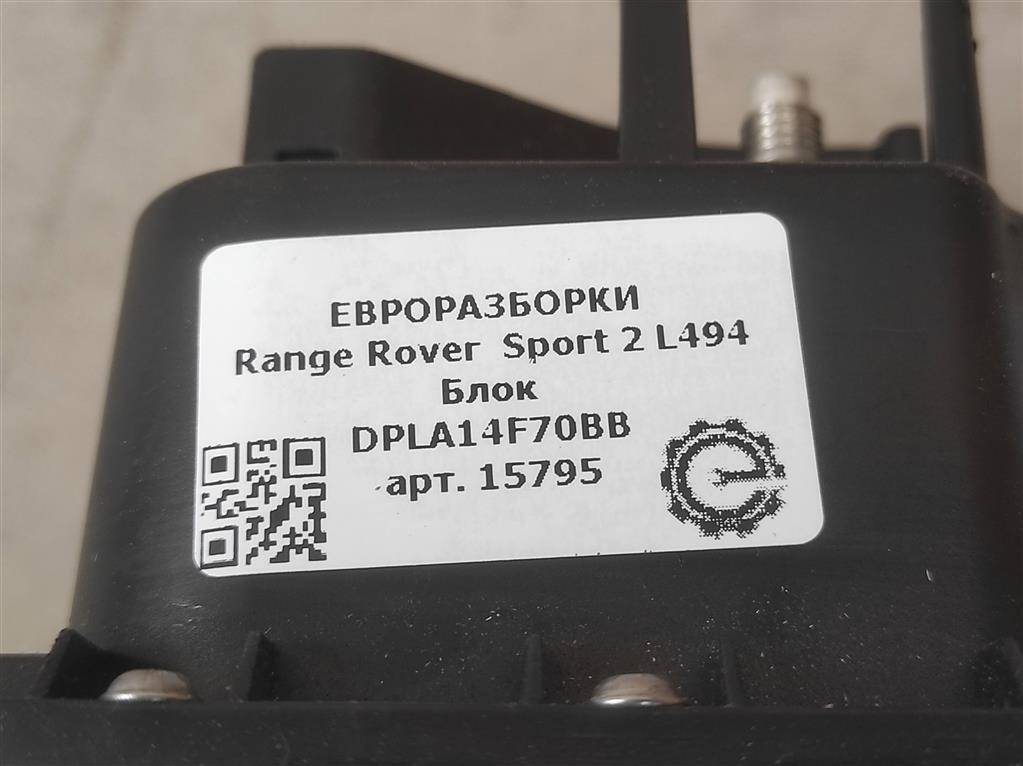 ЕВРОРАЗБОРКИ
Range Rover Sport 2 L494
Блок
DPLA14F70BB
арт. 15795